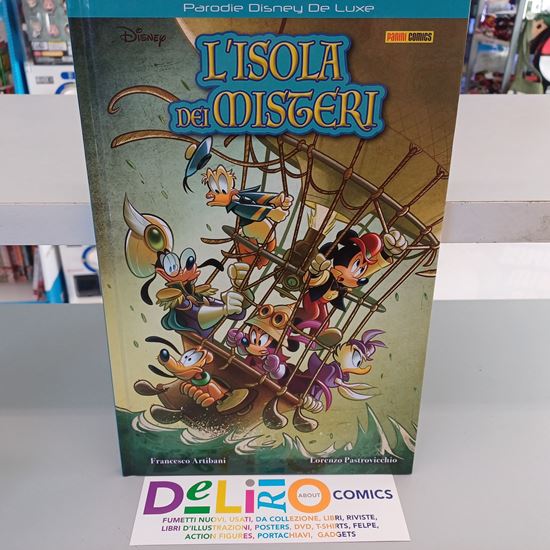 Parodie Disney De Luxe
Disney
PANINI COMICS
L'ISOLA
DEI MISTERI
Francesco Artibani
Lorenzo Pastrovicchio
DeLiRiO
ABOUT
COMICS
FUMETTI NUOVI, USATI, DA COLLEZIONE, LIBRI, RIVISTE,
LIBRI D'ILLUSTRAZIONI, POSTERS, DVD, T-SHIRTS, FELPE,
ACTION FIGURES, PORTACHIAVI, GADGETS